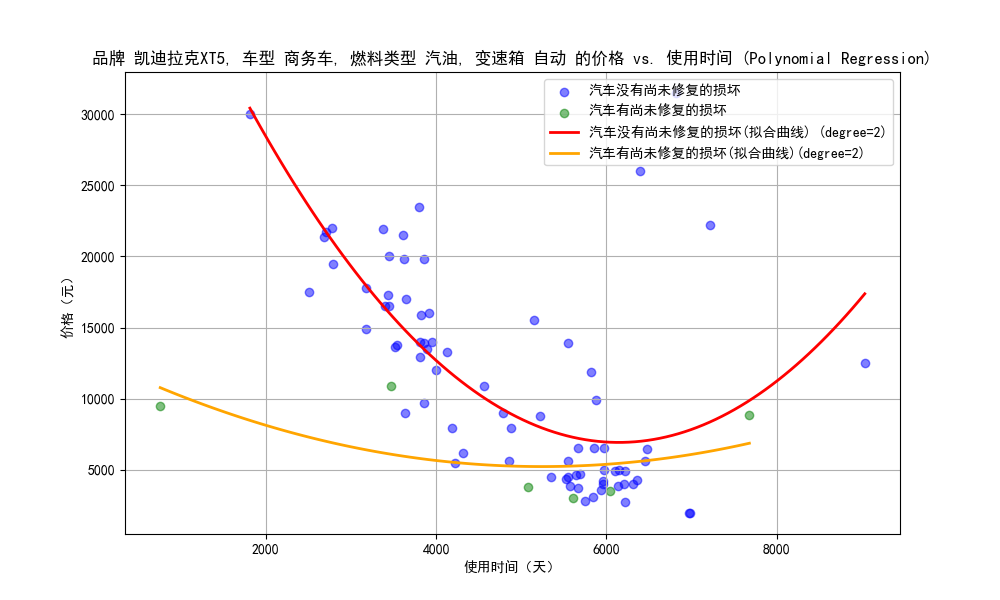 品牌 凯迪拉克XT5, 车型 商务车, 燃料类型 汽油, 变速箱 自动 的价格 vs. 使用时间 (Polynomial Regression)
汽车没有尚未修复的损坏
汽车有尚未修复的损坏
汽车没有尚未修复的损坏(拟合曲线) (degree=2)
汽车有尚未修复的损坏(拟合曲线)(degree=2)
30000
25000
20000
15000
10000
5000
价格（元）
2000 4000 6000 8000
使用时间（天）